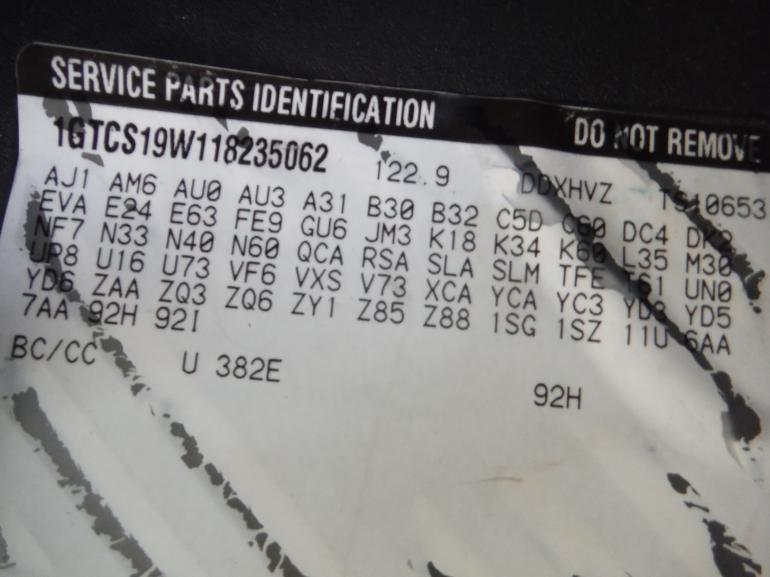 SERVICE PARTS IDENTIFICATION DO NOT REMOVE
1GTCS19W118235062 122.9 DDXHVZ TS10653
AJ1 AM6 AU0 AU3 A31 B30 B32 C5D C60 DC4 DK2
EVA E24 E63 FE9 GU6 JM3 K18 K34 K60 L35 M30
NF7 N33 N40 N60 QCA RSA SLA SLM TFE T61 UN0
UP8 U16 U73 VF6 VXS V73 XCA YCA YC3 YD3 YD5
YD6 ZAA ZQ3 ZQ6 ZY1 Z85 Z88 1SG 1SZ 11U 6AA
7AA 92H 92I
BC/CC U 382E 92H